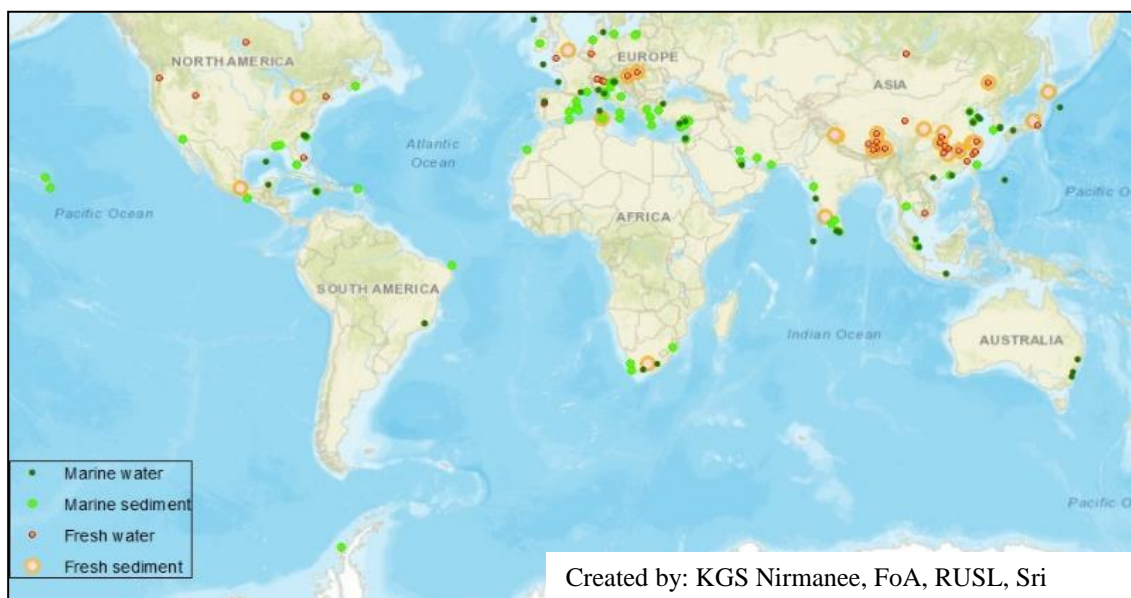 NORTH AMERICA
EUROPE
ASIA
Atlantic
Ocean
Pacific Ocean
Pacific Oc
AFRICA
SOUTH AMERICA
Indian Ocean
AUSTRALIA
Marine water
Marine sediment
Fresh water
Fresh sediment
Pacific O
Created by: KGS Nirmanee, FoA, RUSL, Sri